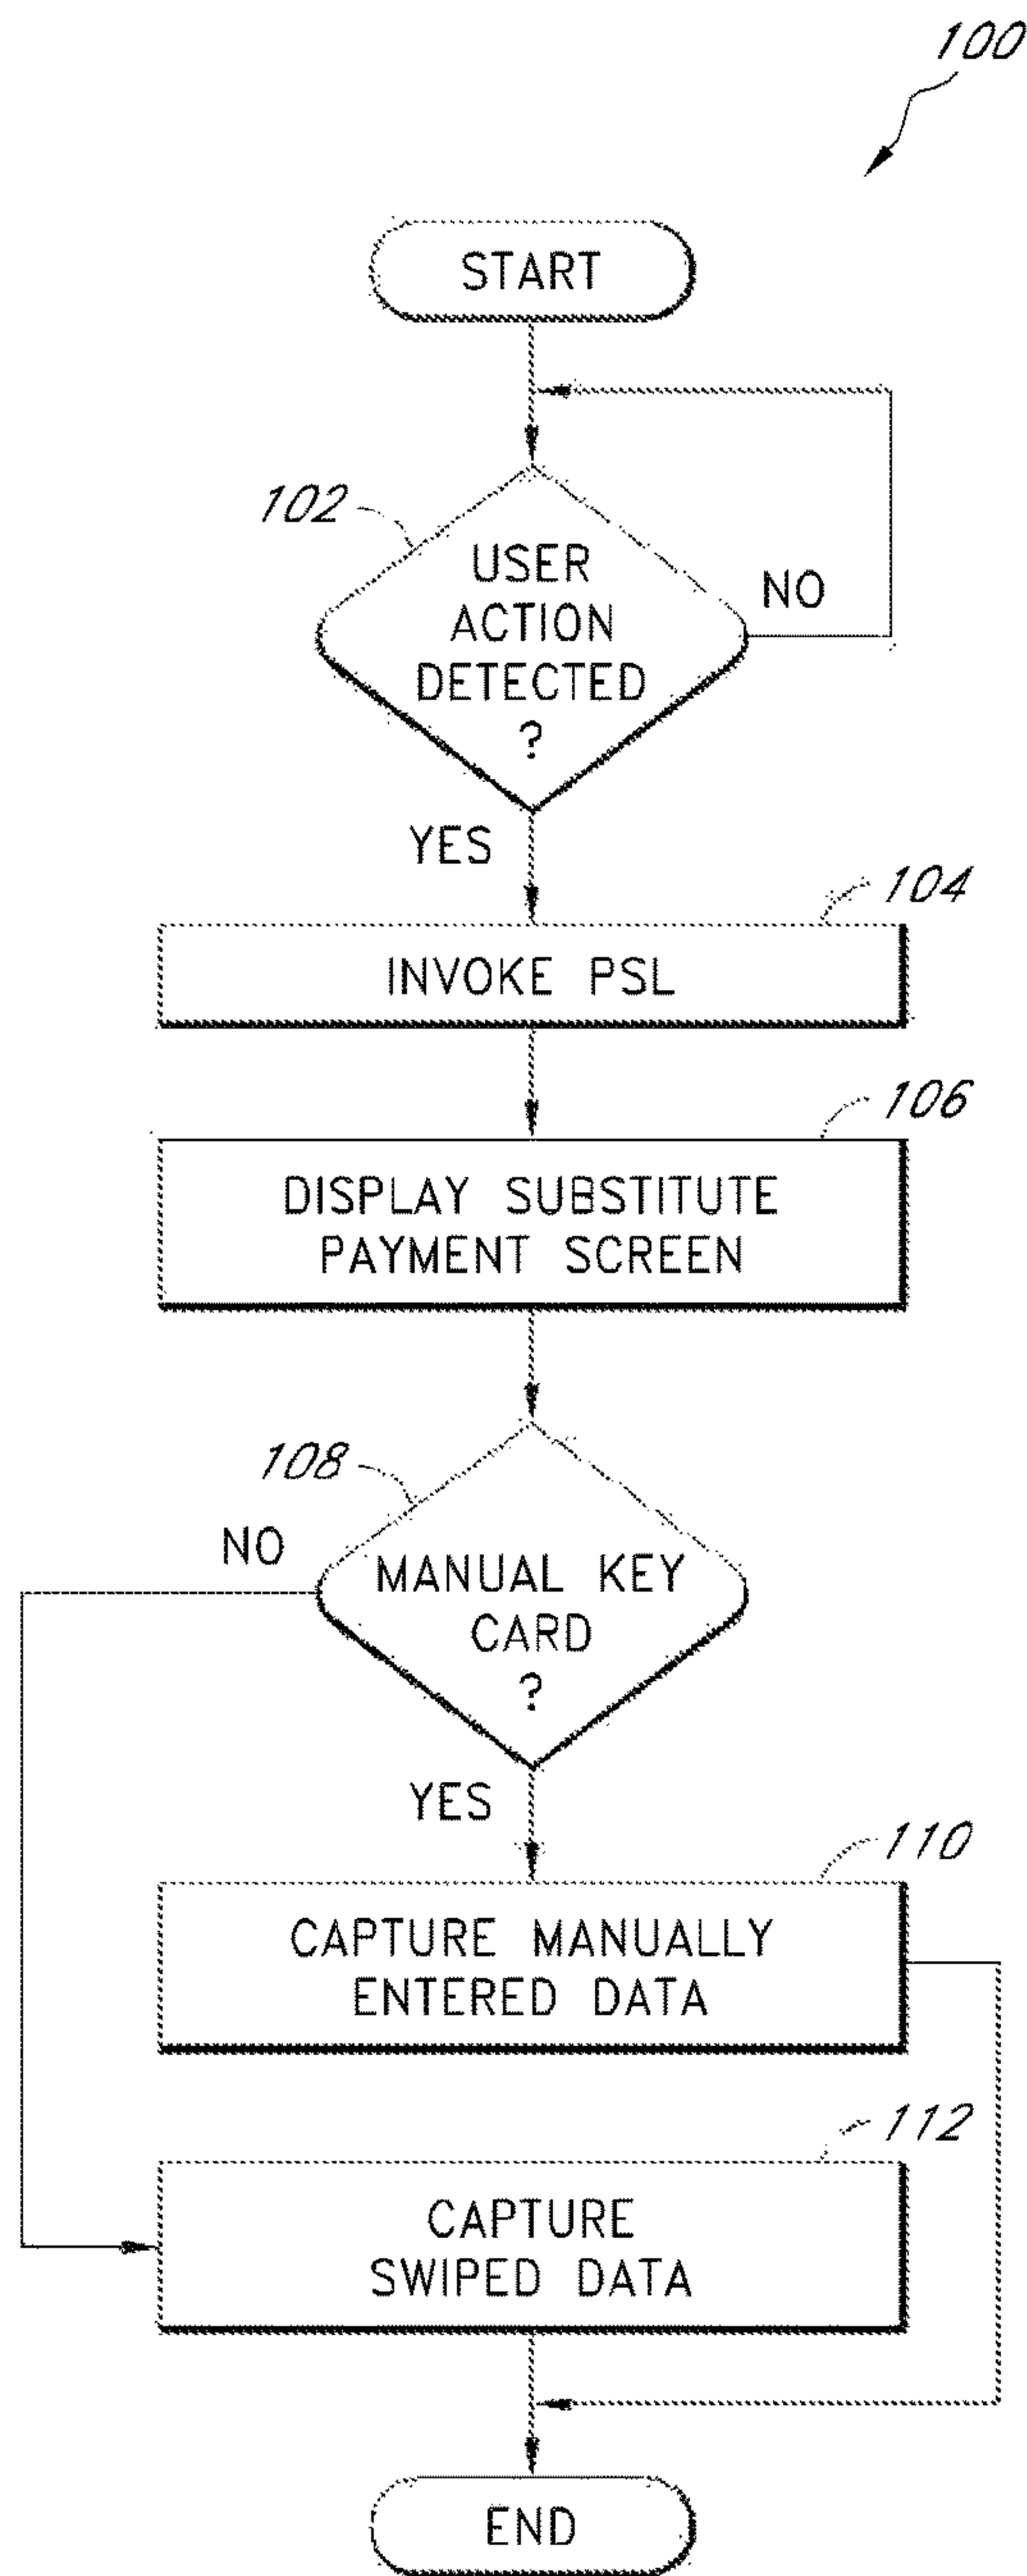 100
START
102
USER
ACTION
DETECTED
?
NO
YES
104
INVOKE PSL
106
DISPLAY SUBSTITUTE
PAYMENT SCREEN
108
NO
MANUAL KEY
CARD
?
YES
110
CAPTURE MANUALLY
ENTERED DATA
112
CAPTURE
SWIPED DATA
END